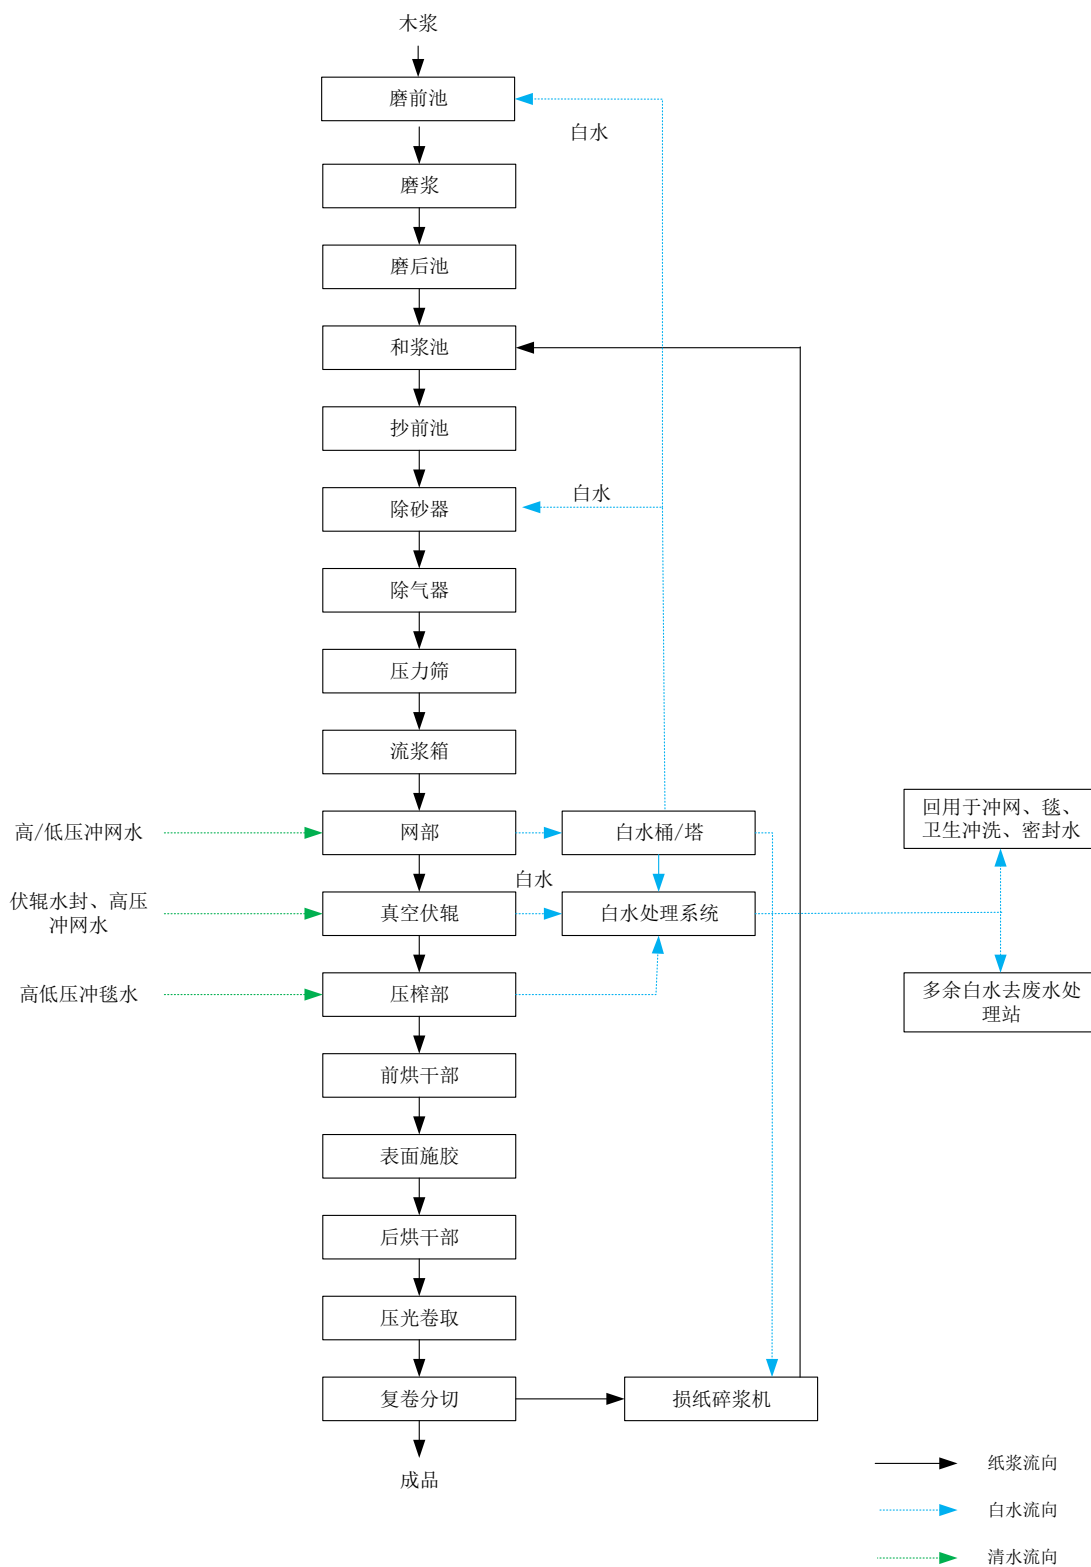 木浆
磨前池
白水
磨浆
磨后池
和浆池
抄前池
白水
除砂器
除气器
压力筛
流浆箱
高/低压冲网水
网部
白水桶/塔
回用于冲网、毯、
卫生冲洗、密封水
白水
伏辊水封、高压
冲网水
真空伏辊
白水处理系统
高低压冲毯水
压榨部
多余白水去废水处
理站
前烘干部
表面施胶
后烘干部
压光卷取
复卷分切
损纸碎浆机
成品
纸浆流向
白水流向
清水流向